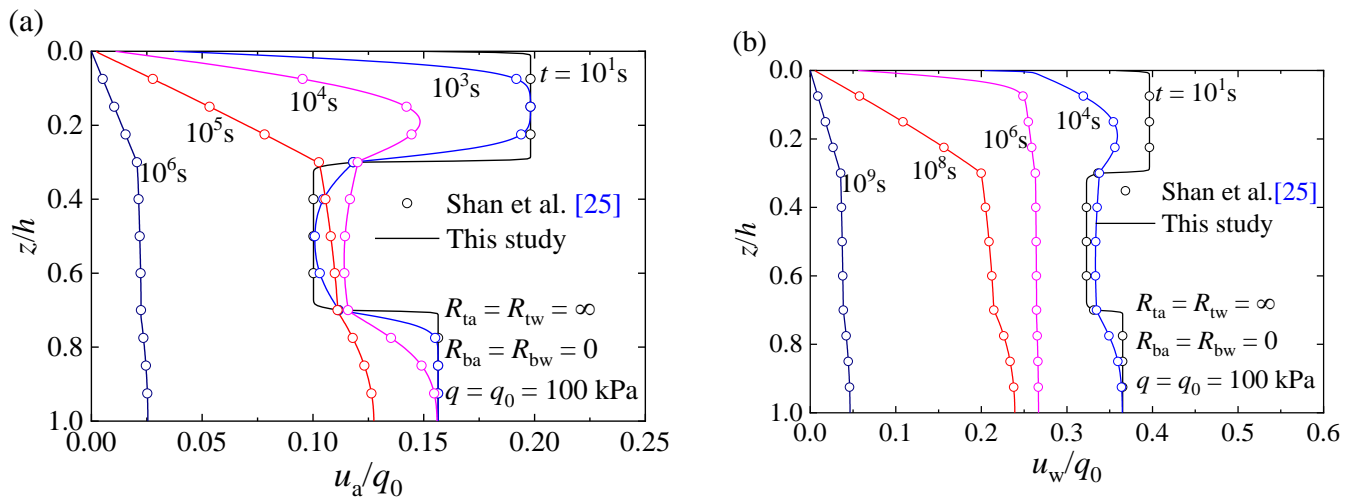 (a)
0.0
0.2
0.4
0.6
0.8
1.0
z/h
10³s
t = 10¹s
10⁴s
10⁵s
10⁶s
Shan et al. [25]
This study
R_ta = R_tw = ∞
R_ba = R_bw = 0
q = q₀ = 100 kPa
0.00 0.05 0.10 0.15 0.20 0.25
u_a/q₀
(b)
0.0
0.2
0.4
0.6
0.8
1.0
z/h
t = 10¹s
10⁴s
10⁶s
10⁸s
10⁹s
Shan et al.[25]
This study
R_ta = R_tw = ∞
R_ba = R_bw = 0
q = q₀ = 100 kPa
0.0 0.1 0.2 0.3 0.4 0.5 0.6
u_w/q₀